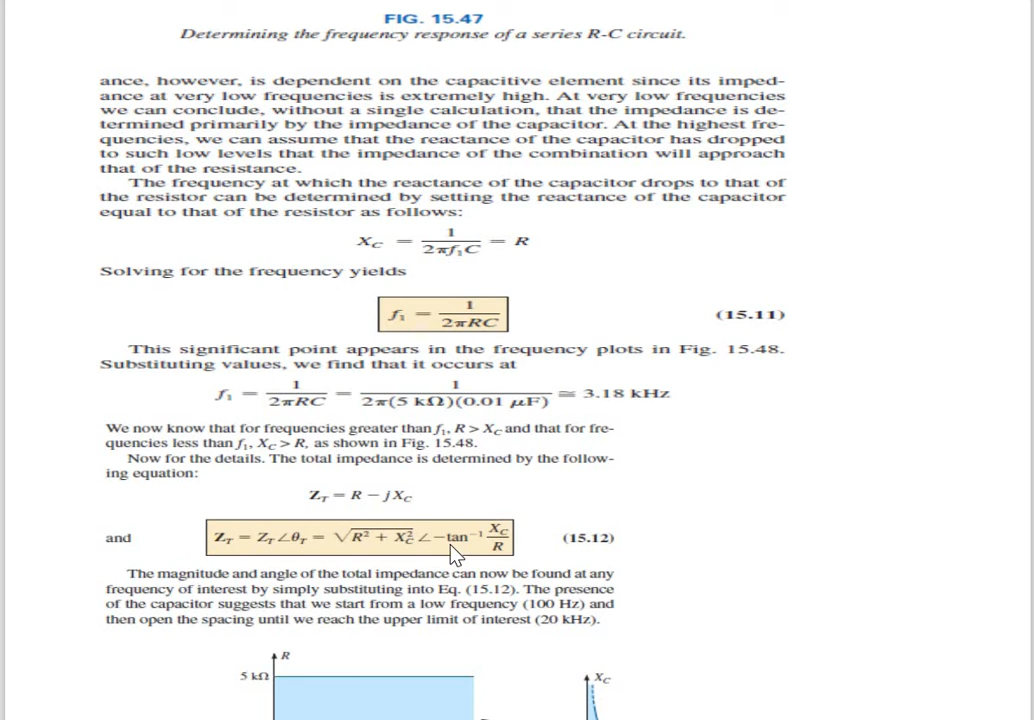 FIG. 15.47
Determining the frequency response of a series R-C circuit.
ance, however, is dependent on the capacitive element since its imped-
ance at very low frequencies is extremely high. At very low frequencies
we can conclude, without a single calculation, that the impedance is de-
termined primarily by the impedance of the capacitor. At the highest fre-
quencies, we can assume that the reactance of the capacitor has dropped
to such low levels that the impedance of the combination will approach
that of the resistance.
The frequency at which the reactance of the capacitor drops to that of
the resistor can be determined by setting the reactance of the capacitor
equal to that of the resistor as follows:
X_C = 1 / 2πf₁C = R
Solving for the frequency yields
f₁ = 1 / 2πRC (15.11)
This significant point appears in the frequency plots in Fig. 15.48.
Substituting values, we find that it occurs at
f₁ = 1 / 2πRC = 1 / 2π(5 kΩ)(0.01 μF) ≅ 3.18 kHz
We now know that for frequencies greater than f₁, R > X_C and that for fre-
quencies less than f₁, X_C > R, as shown in Fig. 15.48.
Now for the details. The total impedance is determined by the follow-
ing equation:
Z_T = R − jX_C
and Z_T = Z_T∠θ_T = √(R² + X_C²) ∠−tan⁻¹ X_C / R (15.12)
The magnitude and angle of the total impedance can now be found at any
frequency of interest by simply substituting into Eq. (15.12). The presence
of the capacitor suggests that we start from a low frequency (100 Hz) and
then open the spacing until we reach the upper limit of interest (20 kHz).
R
5 kΩ
X_C